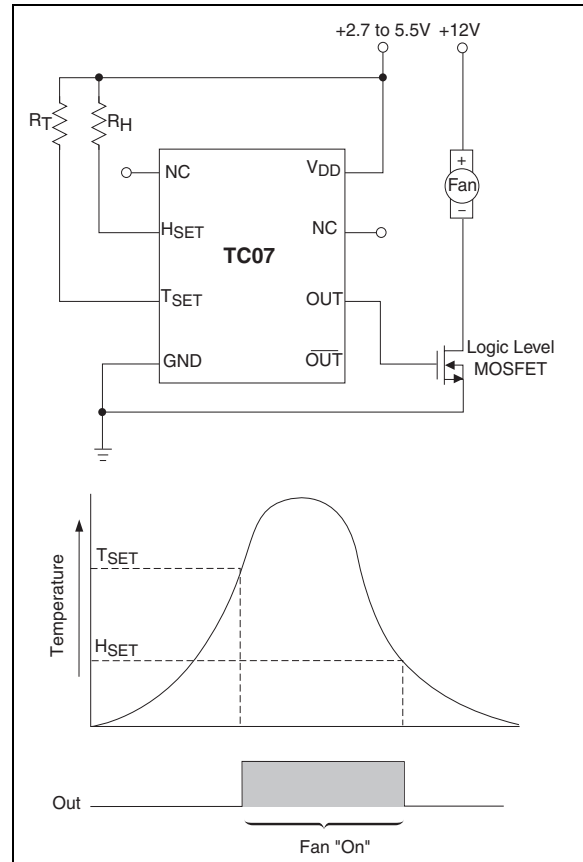 +2.7 to 5.5V +12V
RT RH
NC VDD
+
Fan
−
HSET NC
TC07
TSET OUT
Logic Level
MOSFET
GND OUT
Temperature
TSET
HSET
Out
Fan "On"